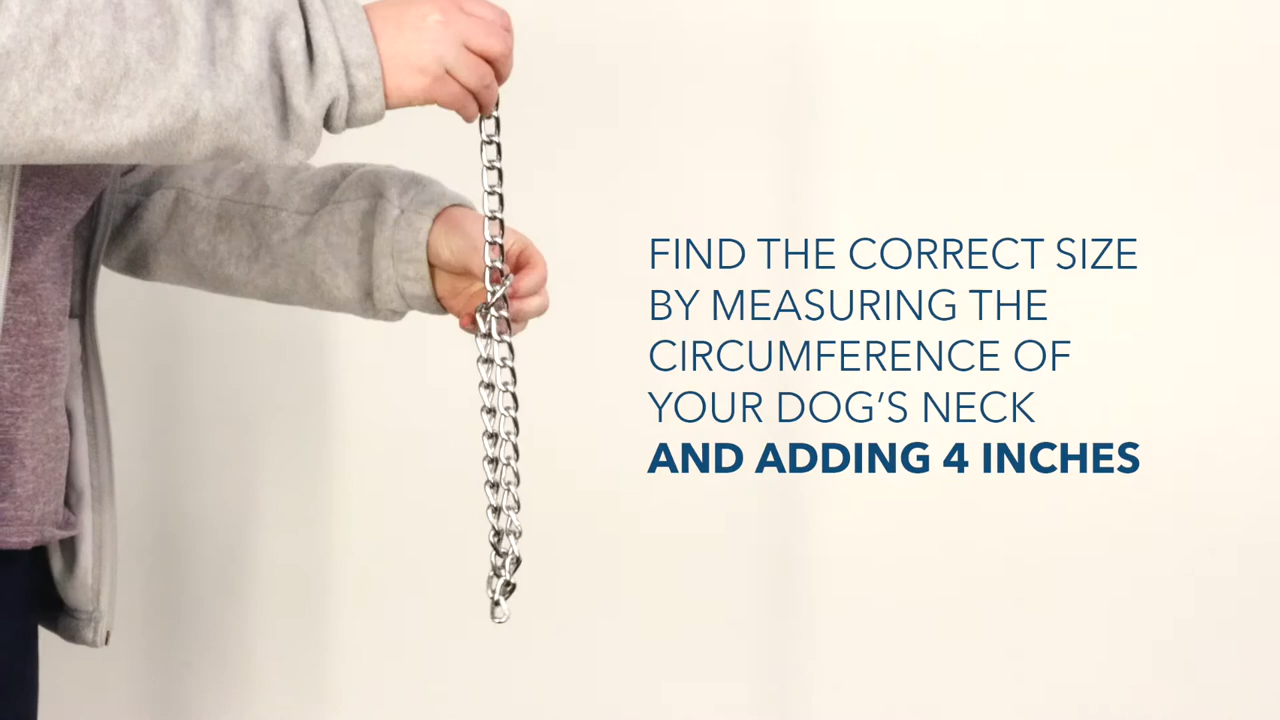 FIND THE CORRECT SIZE
BY MEASURING THE
CIRCUMFERENCE OF
YOUR DOG’S NECK
AND ADDING 4 INCHES